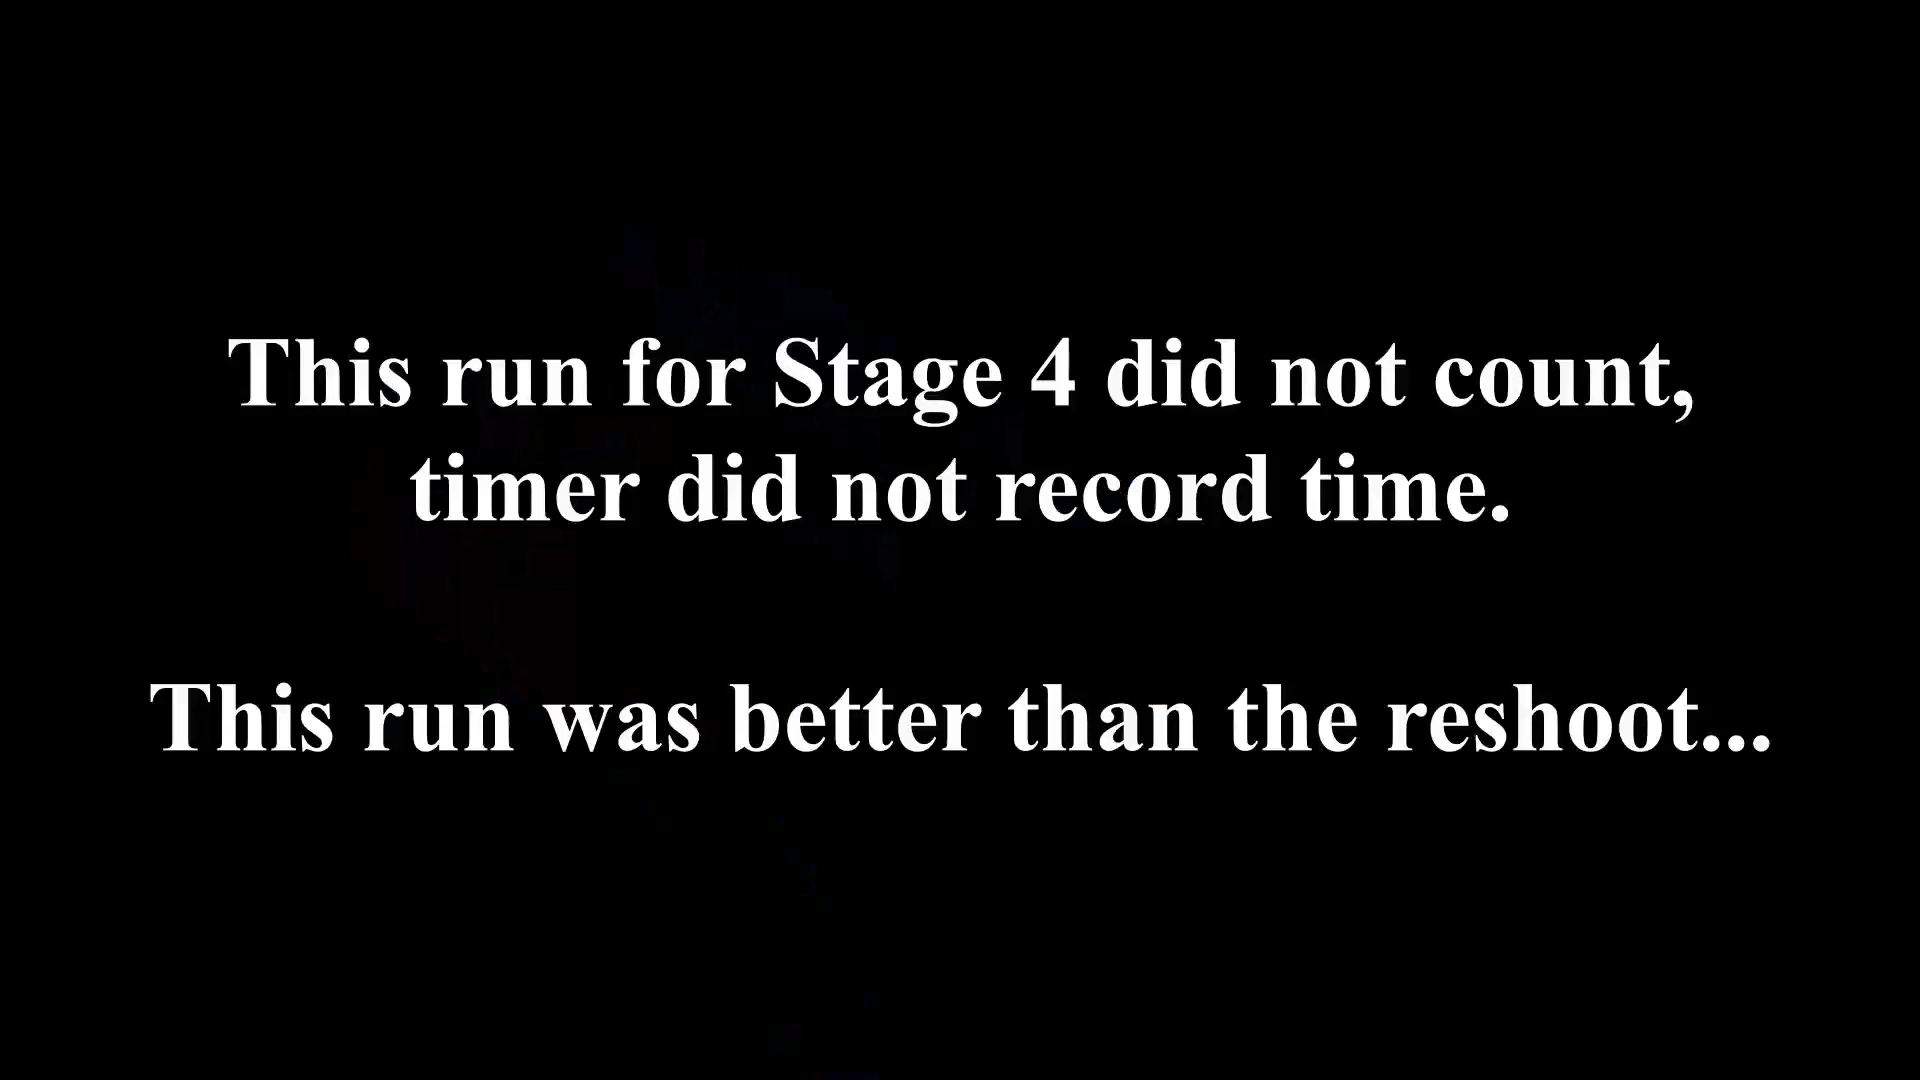 This run for Stage 4 did not count,
timer did not record time.
This run was better than the reshoot...